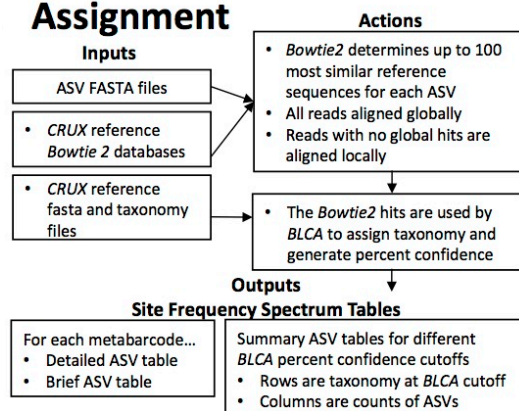 Assignment
Inputs
ASV FASTA files
• CRUX reference
Bowtie 2 databases
• CRUX reference
fasta and taxonomy
files
Actions
• Bowtie2 determines up to 100
most similar reference
sequences for each ASV
• All reads aligned globally
• Reads with no global hits are
aligned locally
• The Bowtie2 hits are used by
BLCA to assign taxonomy and
generate percent confidence
Outputs
Site Frequency Spectrum Tables
For each metabarcode...
• Detailed ASV table
• Brief ASV table
Summary ASV tables for different
BLCA percent confidence cutoffs
• Rows are taxonomy at BLCA cutoff
• Columns are counts of ASVs